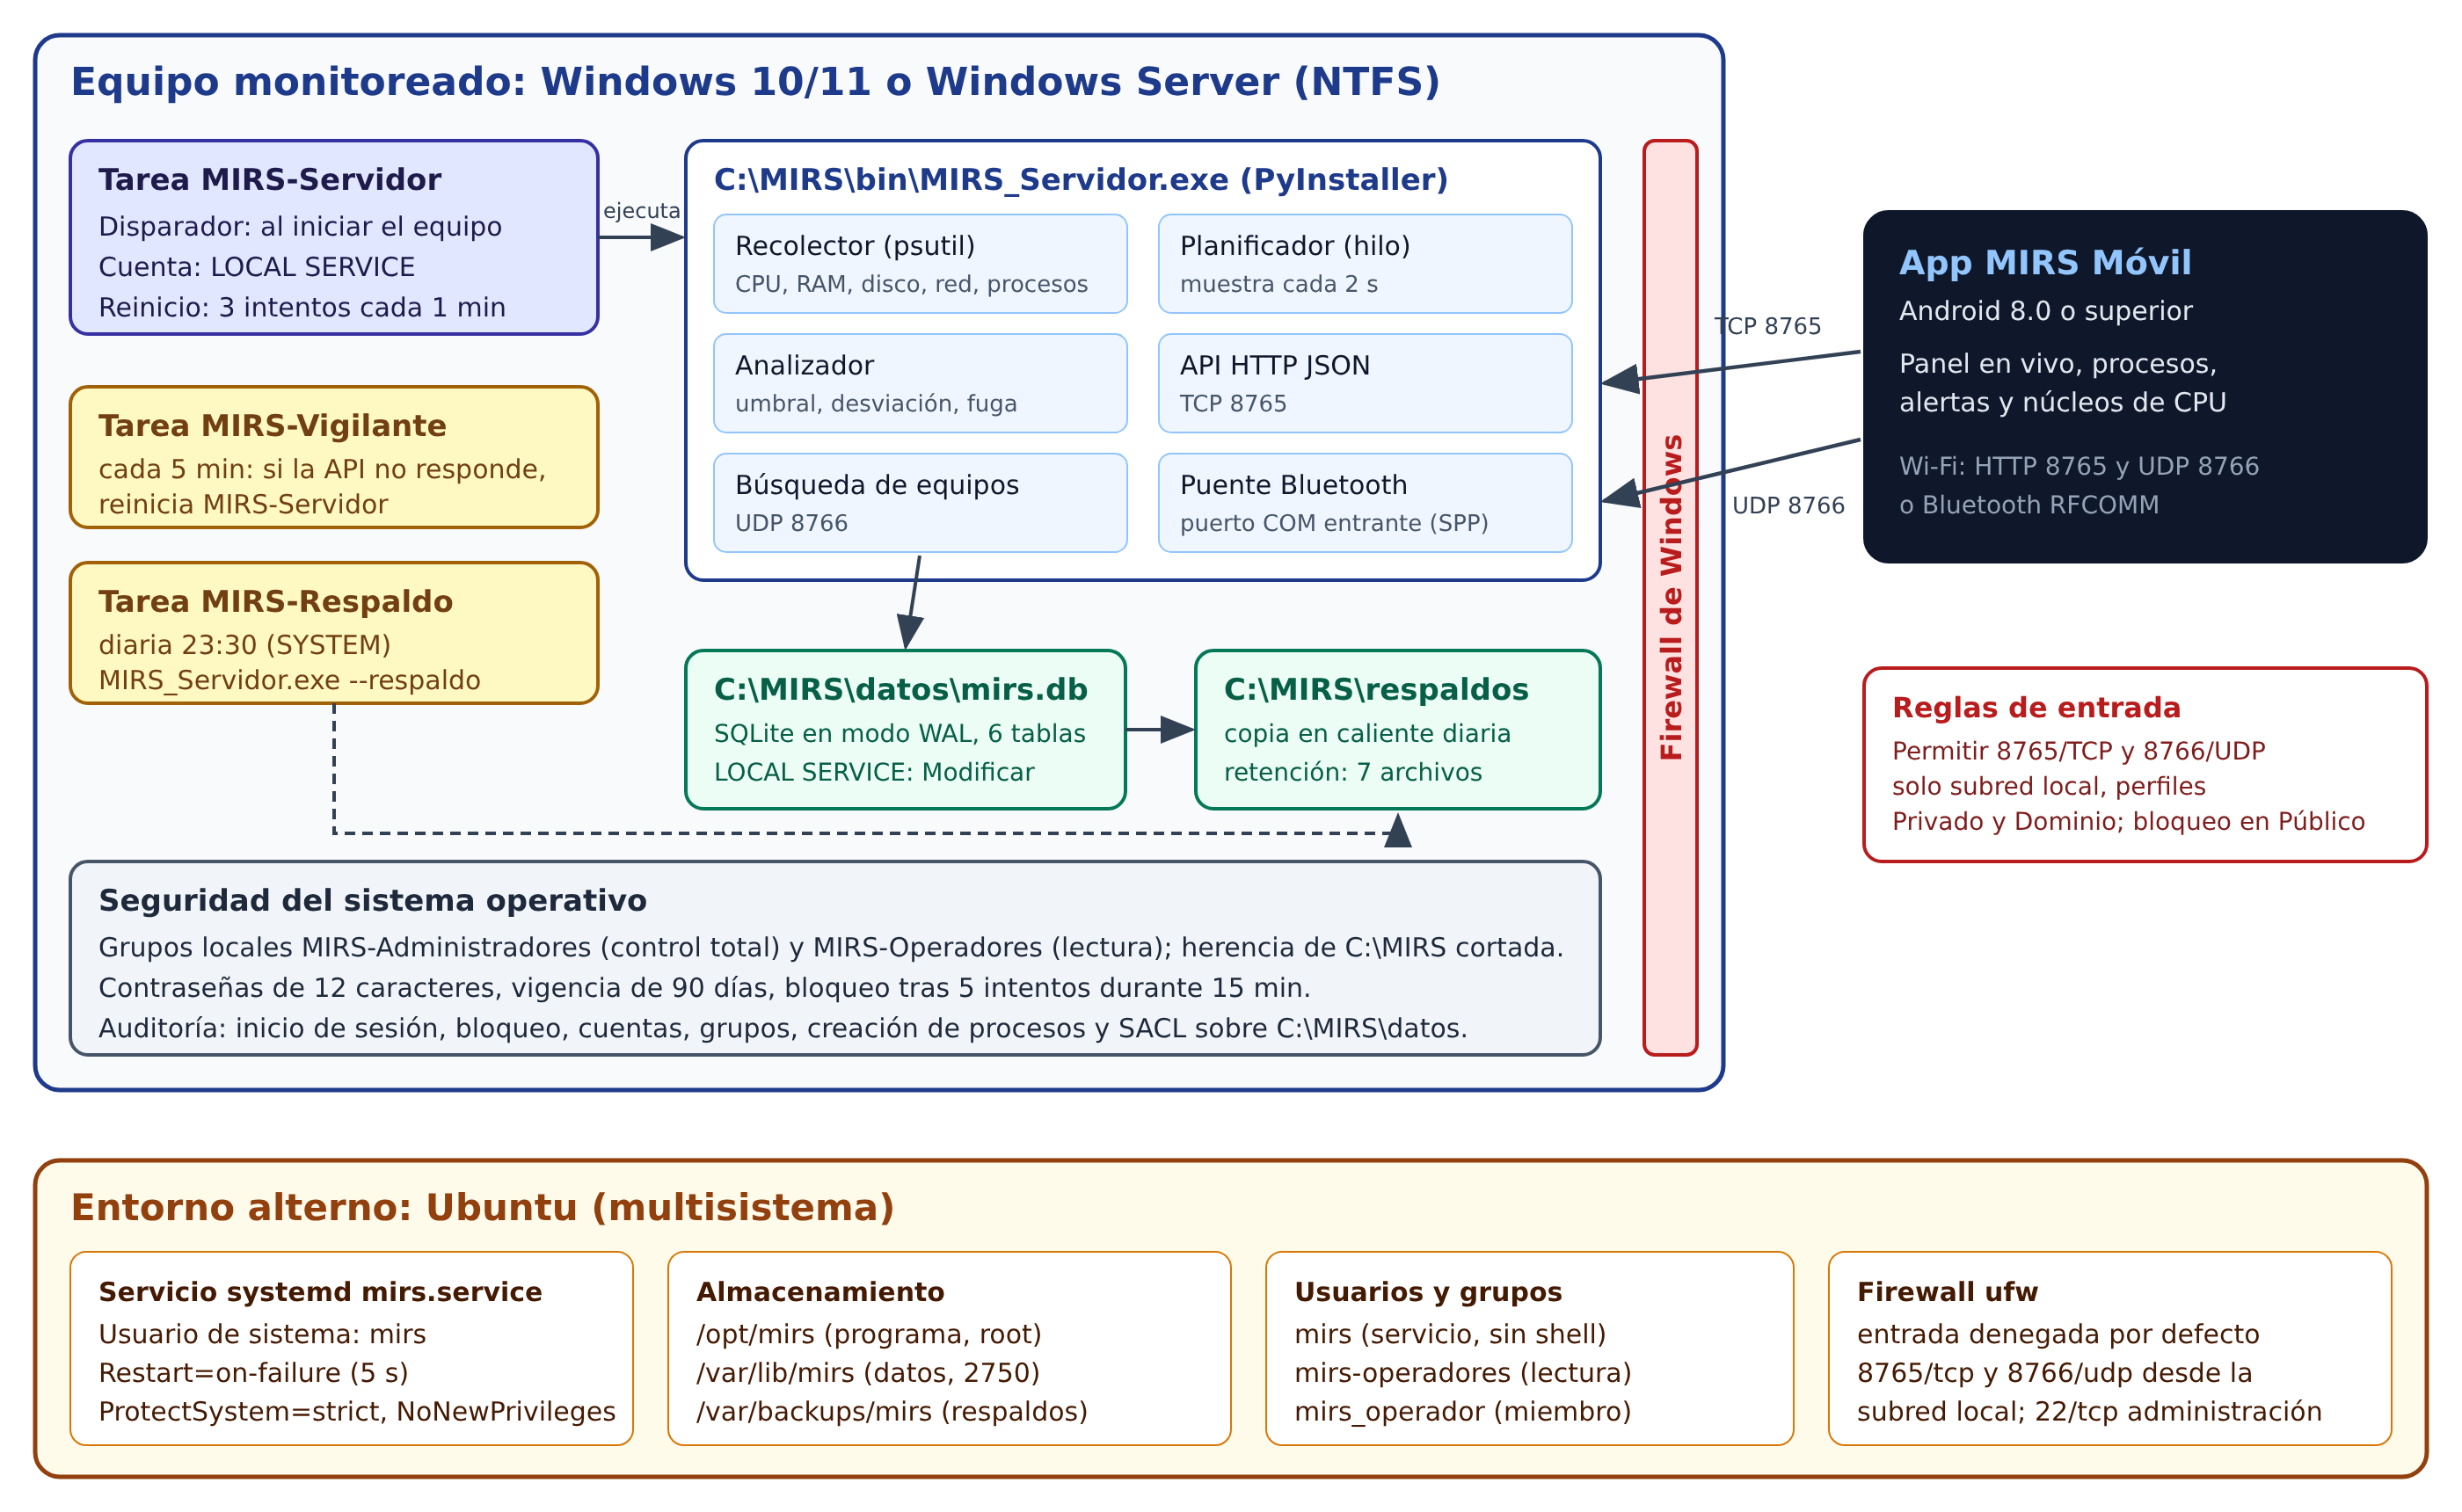 Equipo monitoreado: Windows 10/11 o Windows Server (NTFS)
Tarea MIRS-Servidor
Disparador: al iniciar el equipo
Cuenta: LOCAL SERVICE
Reinicio: 3 intentos cada 1 min
ejecuta
Tarea MIRS-Vigilante
cada 5 min: si la API no responde,
reinicia MIRS-Servidor
Tarea MIRS-Respaldo
diaria 23:30 (SYSTEM)
MIRS_Servidor.exe --respaldo
C:\MIRS\bin\MIRS_Servidor.exe (PyInstaller)
Recolector (psutil)
CPU, RAM, disco, red, procesos
Planificador (hilo)
muestra cada 2 s
Analizador
umbral, desviación, fuga
API HTTP JSON
TCP 8765
Búsqueda de equipos
UDP 8766
Puente Bluetooth
puerto COM entrante (SPP)
C:\MIRS\datos\mirs.db
SQLite en modo WAL, 6 tablas
LOCAL SERVICE: Modificar
C:\MIRS\respaldos
copia en caliente diaria
retención: 7 archivos
Seguridad del sistema operativo
Grupos locales MIRS-Administradores (control total) y MIRS-Operadores (lectura); herencia de C:\MIRS cortada.
Contraseñas de 12 caracteres, vigencia de 90 días, bloqueo tras 5 intentos durante 15 min.
Auditoría: inicio de sesión, bloqueo, cuentas, grupos, creación de procesos y SACL sobre C:\MIRS\datos.
Firewall de Windows
TCP 8765
UDP 8766
App MIRS Móvil
Android 8.0 o superior
Panel en vivo, procesos,
alertas y núcleos de CPU
Wi-Fi: HTTP 8765 y UDP 8766
o Bluetooth RFCOMM
Reglas de entrada
Permitir 8765/TCP y 8766/UDP
solo subred local, perfiles
Privado y Dominio; bloqueo en Público
Entorno alterno: Ubuntu (multisistema)
Servicio systemd mirs.service
Usuario de sistema: mirs
Restart=on-failure (5 s)
ProtectSystem=strict, NoNewPrivileges
Almacenamiento
/opt/mirs (programa, root)
/var/lib/mirs (datos, 2750)
/var/backups/mirs (respaldos)
Usuarios y grupos
mirs (servicio, sin shell)
mirs-operadores (lectura)
mirs_operador (miembro)
Firewall ufw
entrada denegada por defecto
8765/tcp y 8766/udp desde la
subred local; 22/tcp administración